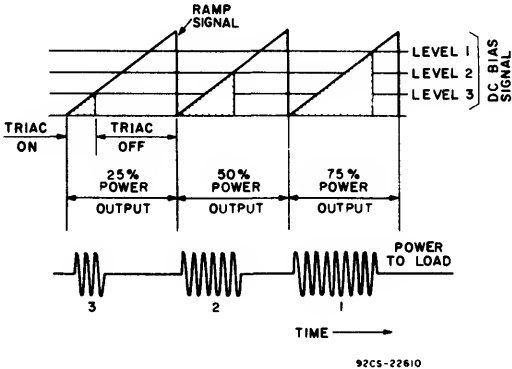 RAMP
SIGNAL
LEVEL 1
LEVEL 2
LEVEL 3
DC BIAS
SIGNAL
TRIAC
ON
TRIAC
OFF
25%
POWER
OUTPUT
50%
POWER
OUTPUT
75%
POWER
OUTPUT
POWER
TO LOAD
3
2
1
TIME
92CS-22610